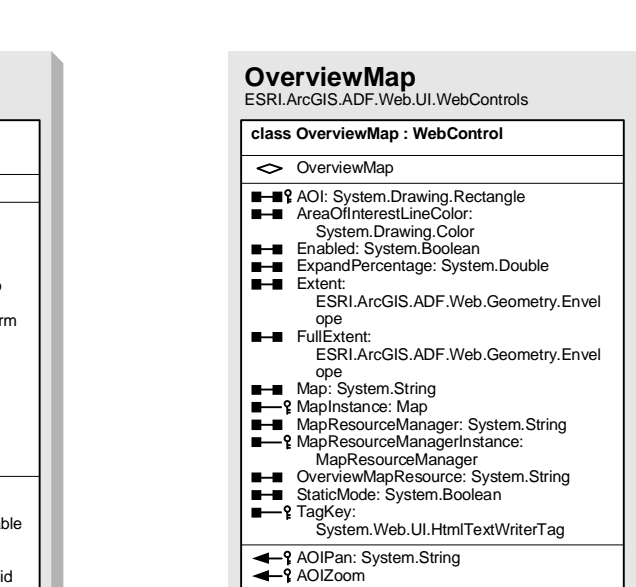 OverviewMap
ESRI.ArcGIS.ADF.Web.UI.WebControls
class OverviewMap : WebControl
OverviewMap
AOI: System.Drawing.Rectangle
AreaOfInterestLineColor:
System.Drawing.Color
Enabled: System.Boolean
ExpandPercentage: System.Double
Extent:
ESRI.ArcGIS.ADF.Web.Geometry.Envel
ope
FullExtent:
ESRI.ArcGIS.ADF.Web.Geometry.Envel
ope
Map: System.String
MapInstance: Map
MapResourceManager: System.String
MapResourceManagerInstance:
MapResourceManager
OverviewMapResource: System.String
StaticMode: System.Boolean
TagKey:
System.Web.UI.HtmlTextWriterTag
AOIPan: System.String
AOIZoom